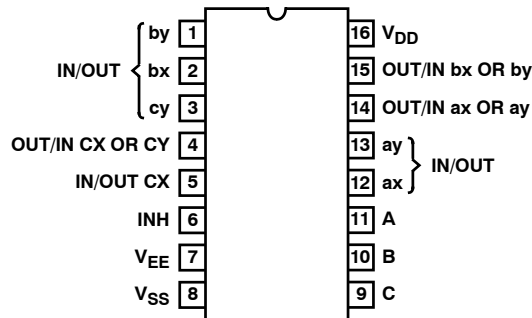 by 1
bx 2
IN/OUT
cy 3
OUT/IN CX OR CY 4
IN/OUT CX 5
INH 6
VEE 7
VSS 8
16 VDD
15 OUT/IN bx OR by
14 OUT/IN ax OR ay
13 ay
IN/OUT
12 ax
11 A
10 B
9 C